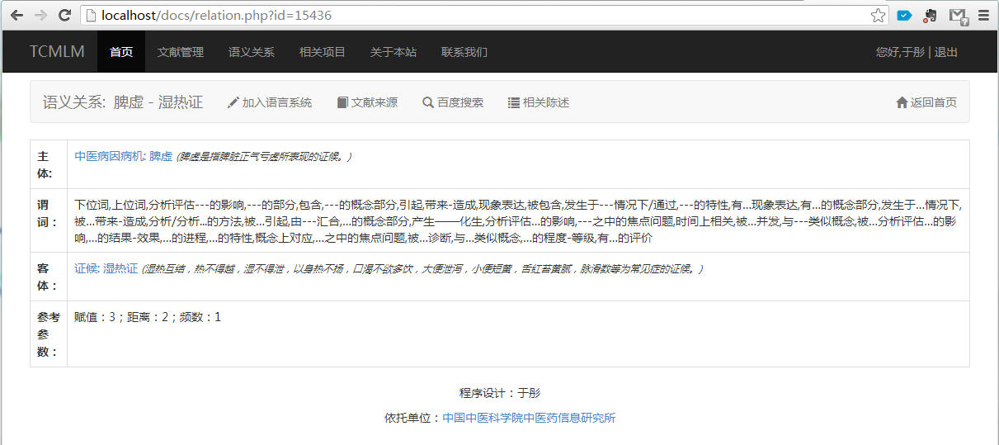 localhost/docs/relation.php?id=15436
TCMLM 首页 文献管理 语义关系 相关项目 关于本站 联系我们 您好,于彤 | 退出
语义关系: 脾虚 - 湿热证 加入语言系统 文献来源 百度搜索 相关陈述 返回首页
主体: 中医病因病机: 脾虚 (脾虚是指脾脏正气亏虚所表现的证候。)
谓词： 下位词,上位词,分析评估---的影响,---的部分,包含,---的概念部分,引起,带来-造成,现象表达,被包含,发生于---情况下/通过,---的特性,有...现象表达,有...的概念部分,发生于...情况下,
被...带来-造成,分析/分析...的方法,被...引起,由---汇合,...的概念部分,产生——化生,分析评估...的影响,---之中的焦点问题,时间上相关,被...并发,与---类似概念,被...分析评估...的影
响,...的结果-效果,...的进程,...的特性,概念上对应,...之中的焦点问题,被...诊断,与...类似概念,...的程度-等级,有...的评价
客体： 证候: 湿热证 (湿热互结，热不得越，湿不得泄，以身热不扬，口渴不欲多饮，大便泄泻，小便短黄，舌红苔黄腻，脉滑数等为常见症的证候。)
参考参数： 赋值：3；距离：2；频数：1
程序设计：于彤
依托单位：中国中医科学院中医药信息研究所